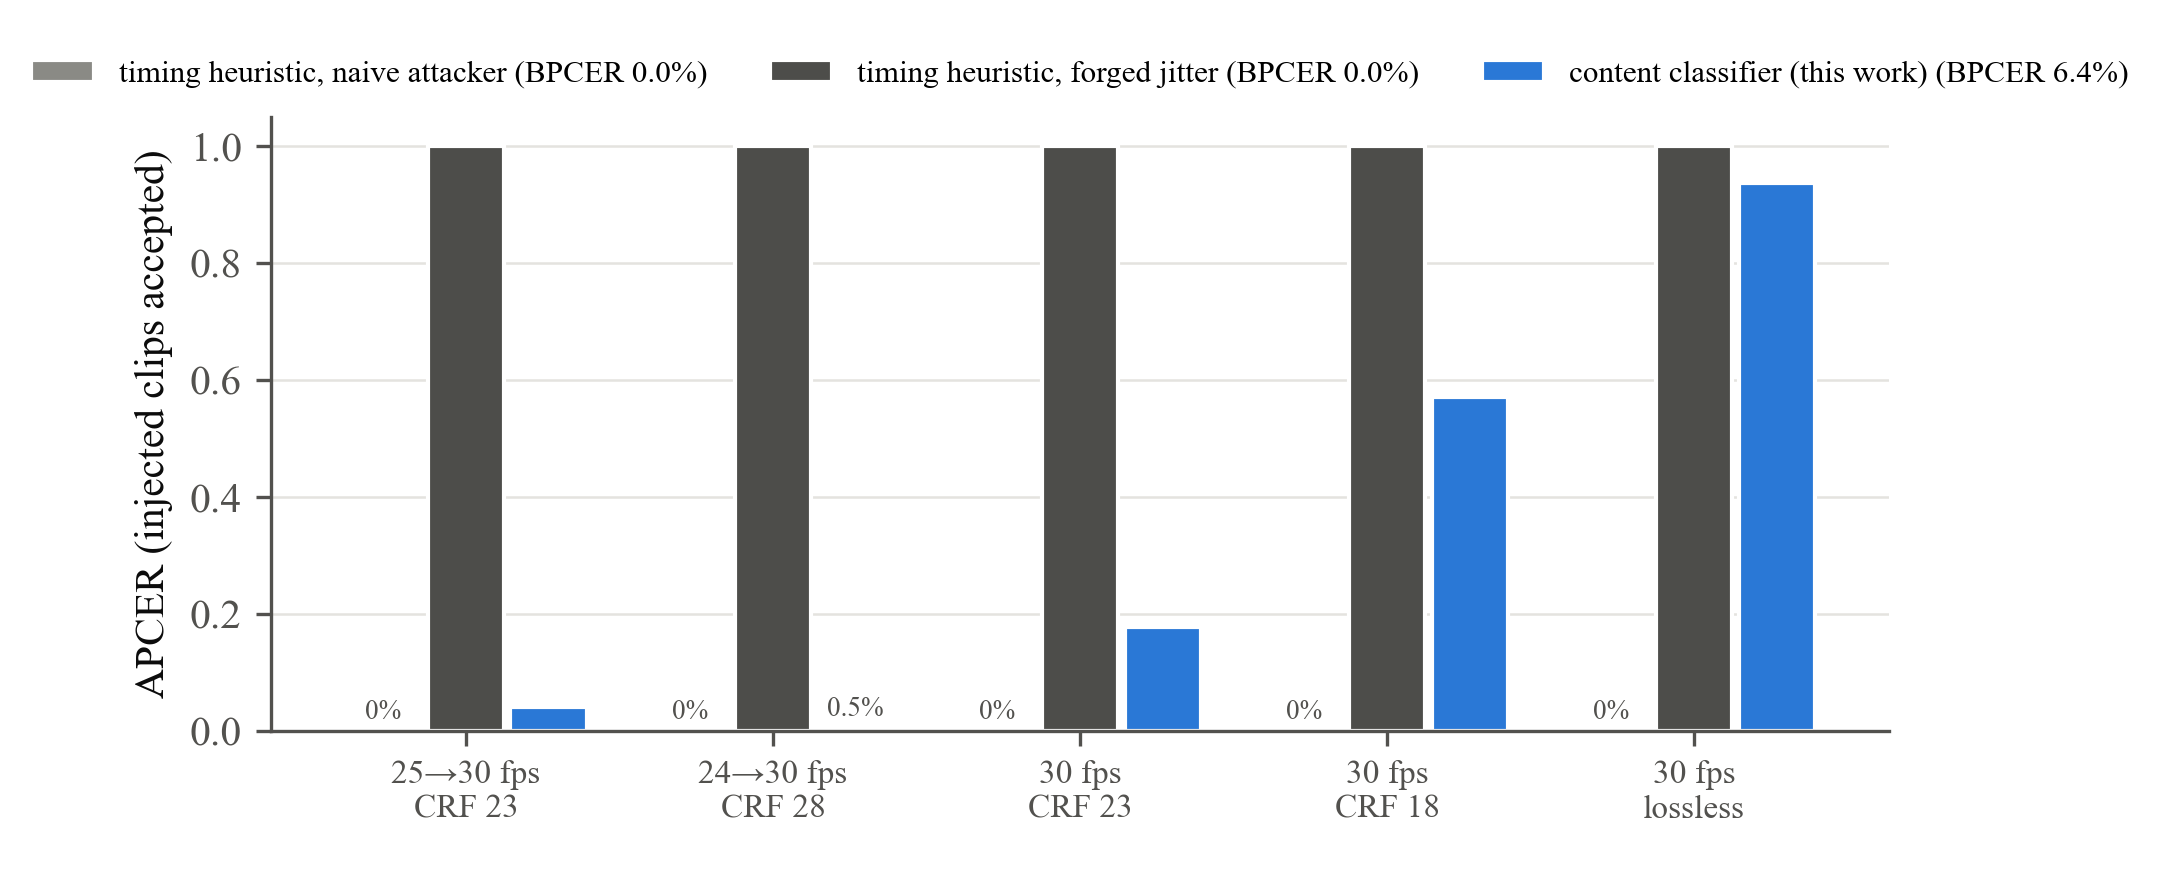 timing heuristic, naive attacker (BPCER 0.0%)
timing heuristic, forged jitter (BPCER 0.0%)
content classifier (this work) (BPCER 6.4%)
APCER (injected clips accepted)
1.0
0.8
0.6
0.4
0.2
0.0
0%
0%
0.5%
0%
0%
0%
25→30 fps
CRF 23
24→30 fps
CRF 28
30 fps
CRF 23
30 fps
CRF 18
30 fps
lossless